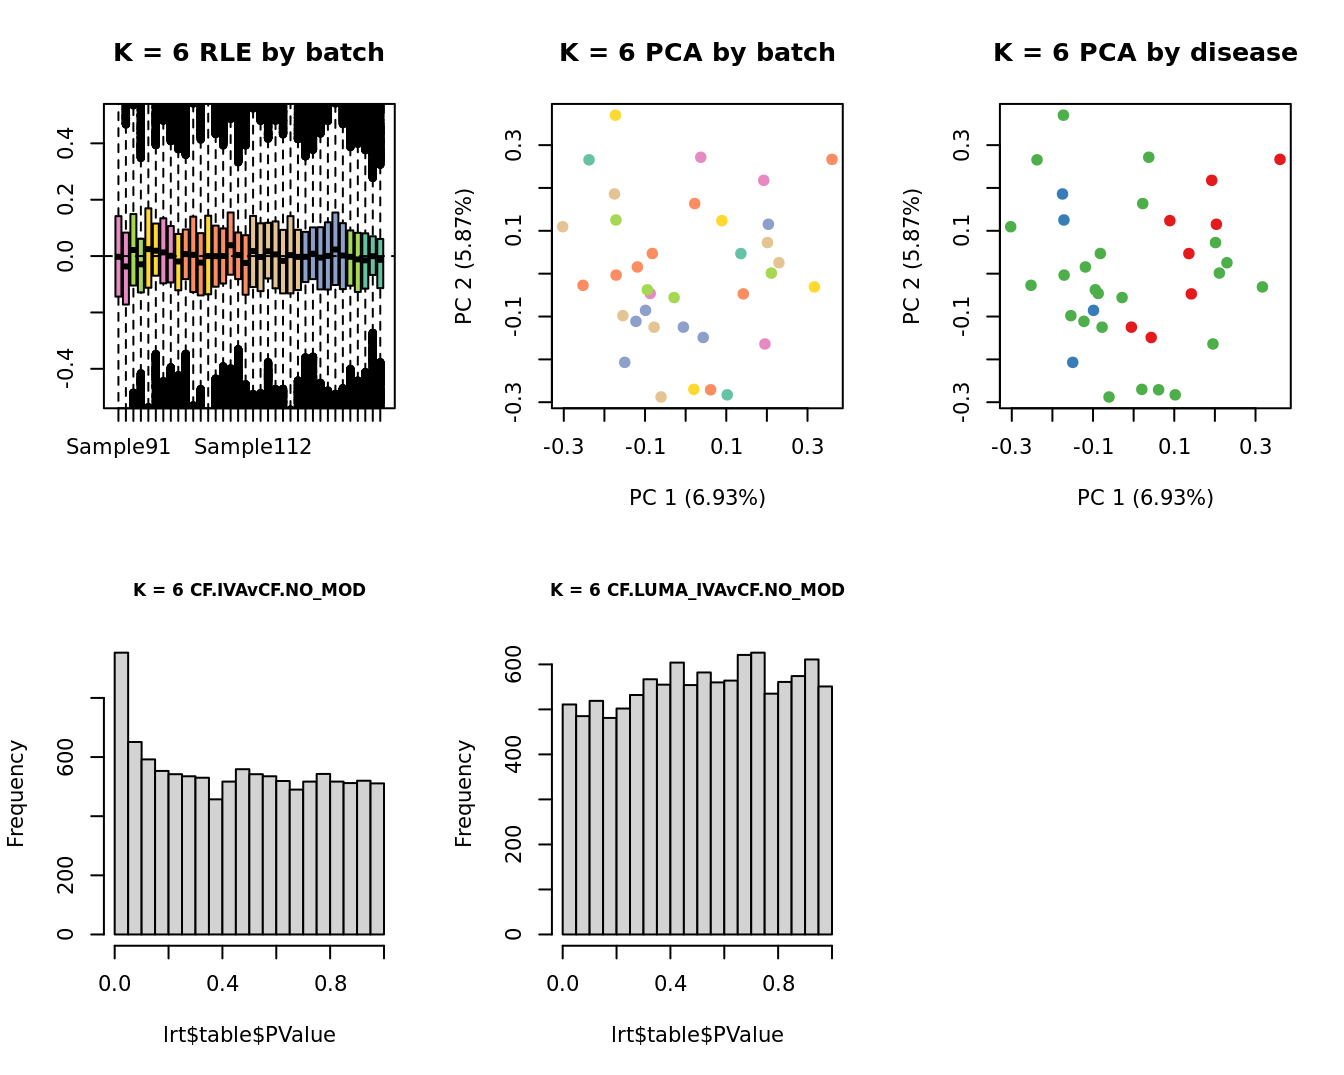 K = 6 RLE by batch
0.4
0.2
0.0
-0.4
Sample91 Sample112
K = 6 PCA by batch
PC 2 (5.87%)
0.3
0.1
-0.1
-0.3
-0.3 -0.1 0.1 0.3
PC 1 (6.93%)
K = 6 PCA by disease
PC 2 (5.87%)
0.3
0.1
-0.1
-0.3
-0.3 -0.1 0.1 0.3
PC 1 (6.93%)
K = 6 CF.IVAvCF.NO_MOD
Frequency
600
200
0
0.0 0.4 0.8
lrt$table$PValue
K = 6 CF.LUMA_IVAvCF.NO_MOD
Frequency
600
400
200
0
0.0 0.4 0.8
lrt$table$PValue